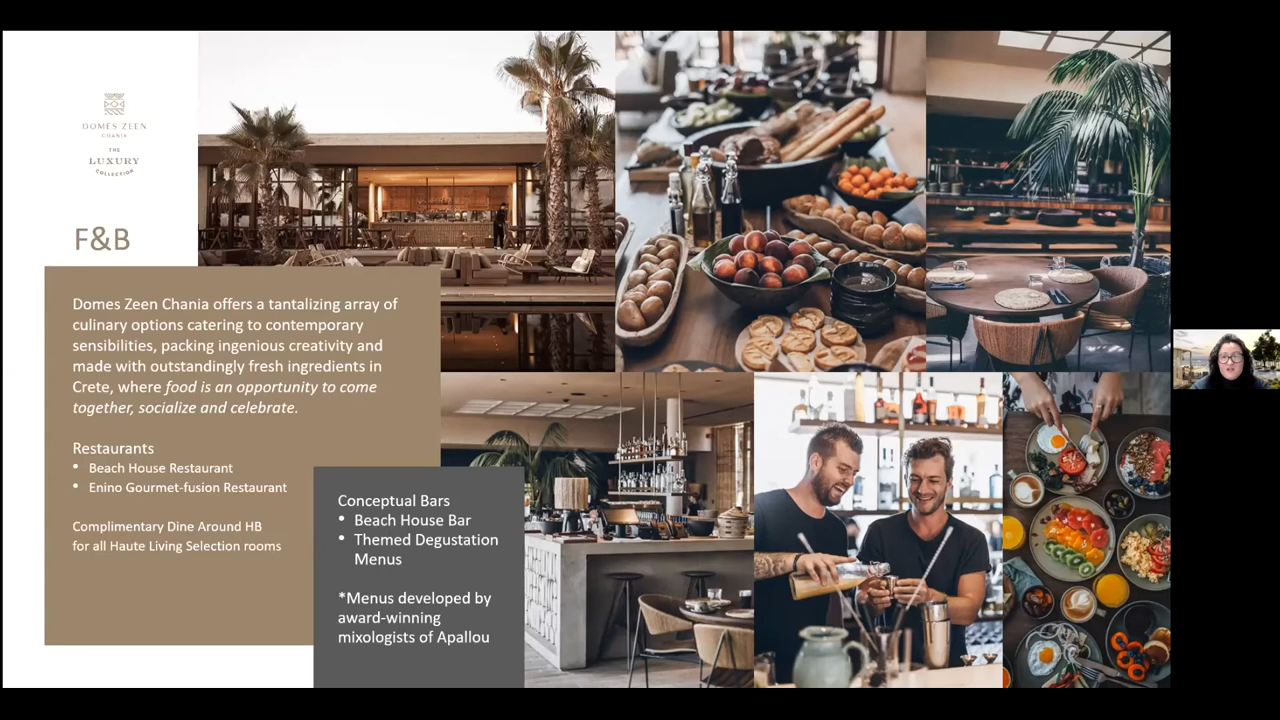 DOMES ZEEN
CHANIA
THE
LUXURY
COLLECTION
F&B
Domes Zeen Chania offers a tantalizing array of
culinary options catering to contemporary
sensibilities, packing ingenious creativity and
made with outstandingly fresh ingredients in
Crete, where food is an opportunity to come
together, socialize and celebrate.
Restaurants
• Beach House Restaurant
• Enino Gourmet-fusion Restaurant
Complimentary Dine Around HB
for all Haute Living Selection rooms
Conceptual Bars
• Beach House Bar
• Themed Degustation
Menus
*Menus developed by
award-winning
mixologists of Apallou